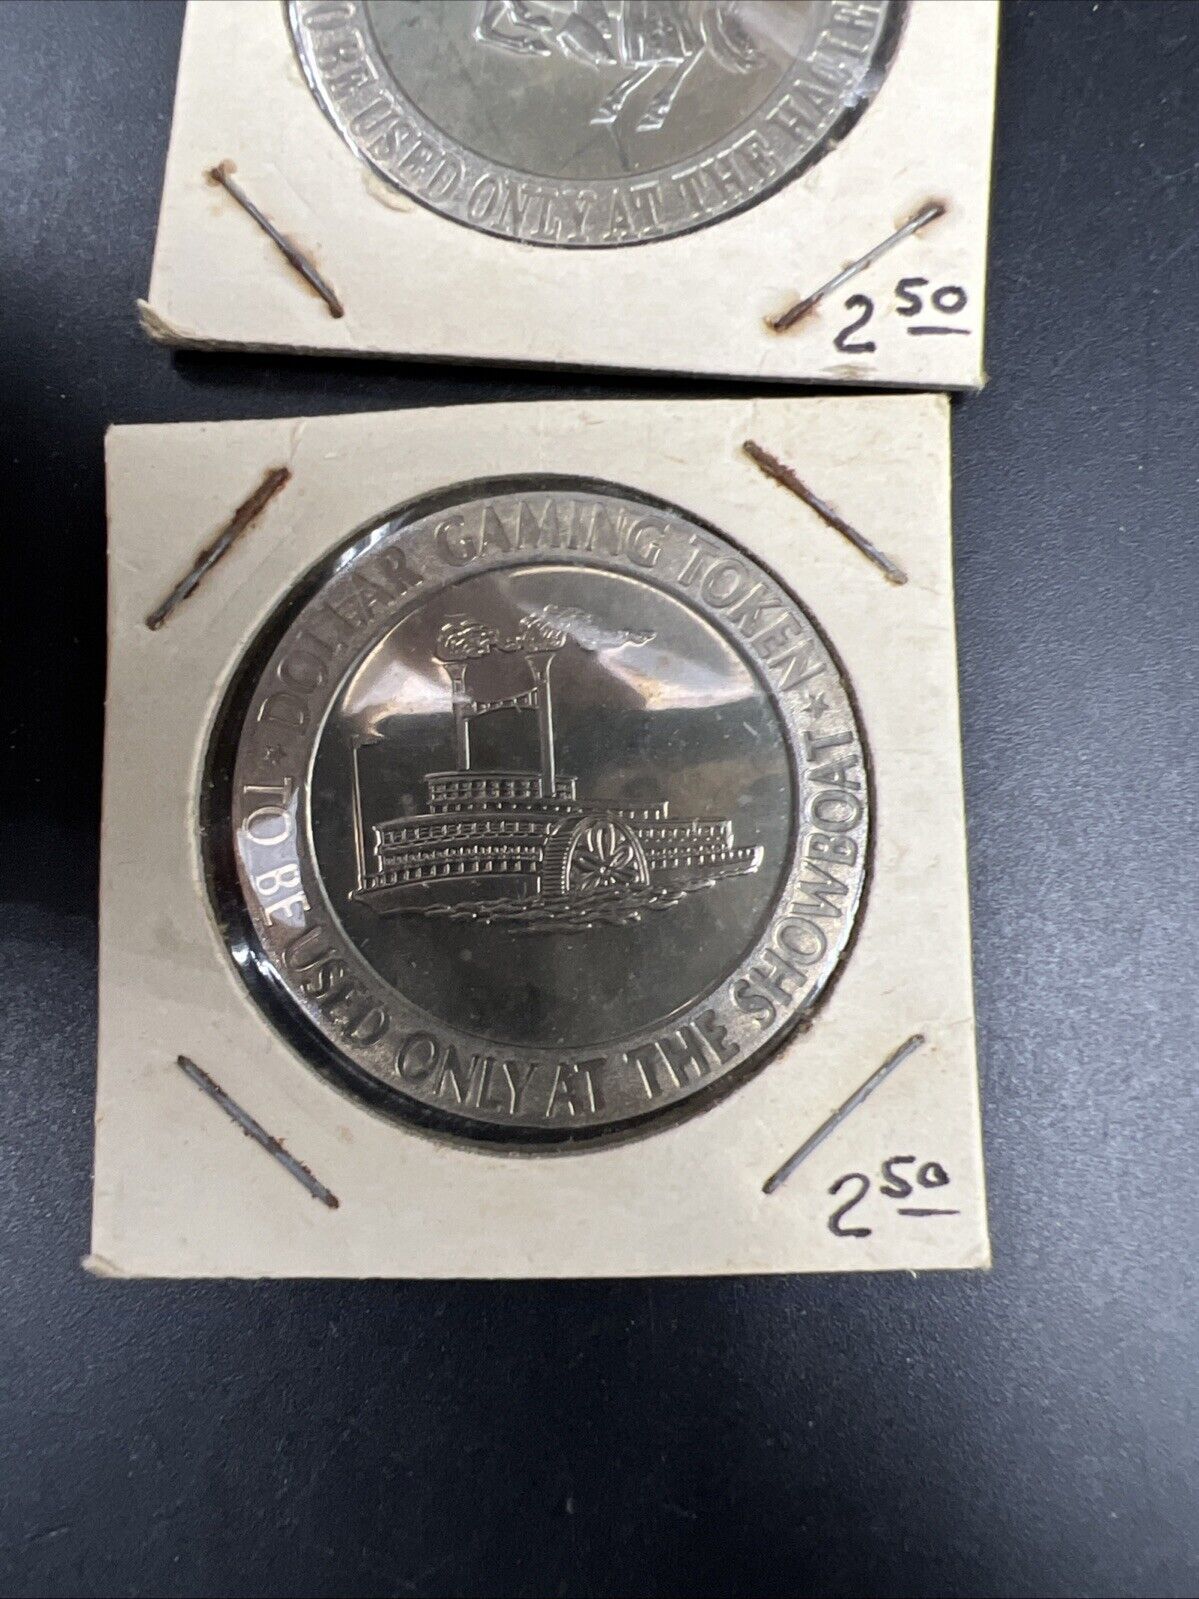 O BE USED ONLY AT THE HACIE
2 50
DOLLAR GAMING TOKEN
TO BE USED ONLY AT THE SHOWBOAT
2 50